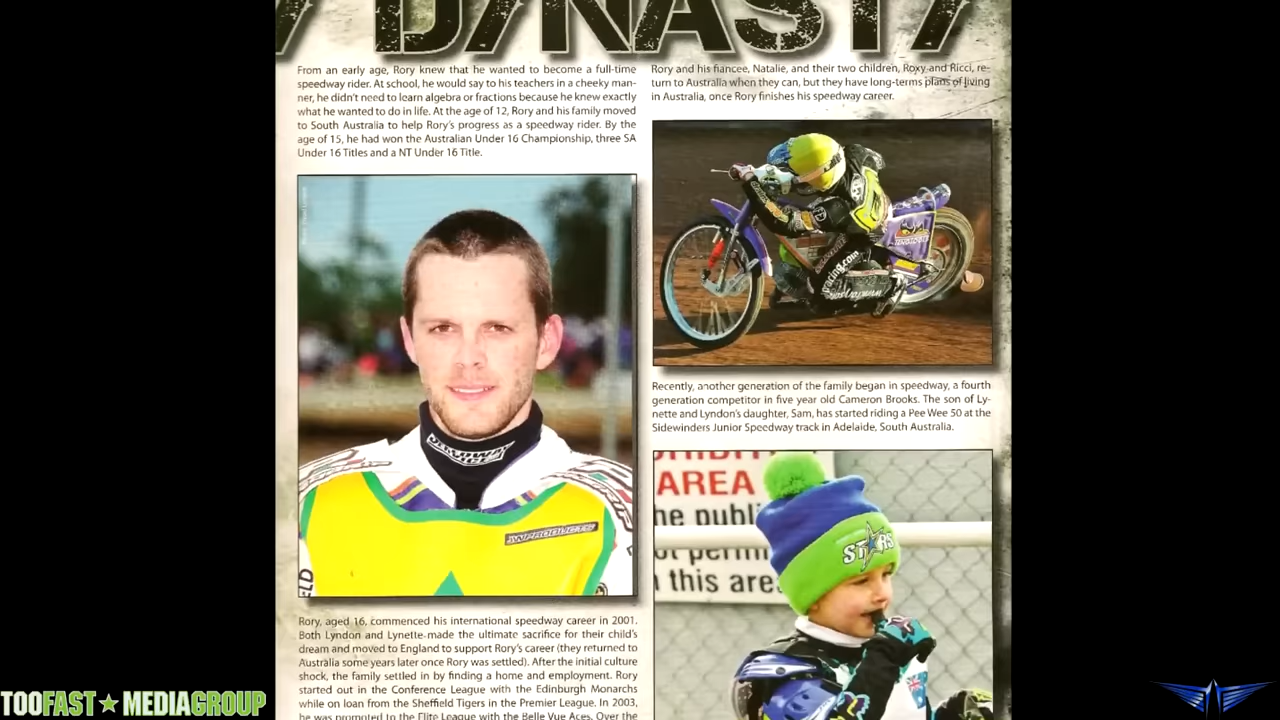 DYNASTY
From an early age, Rory knew that he wanted to become a full-time
speedway rider. At school, he would say to his teachers in a cheeky man-
ner, he didn't need to learn algebra or fractions because he knew exactly
what he wanted to do in life. At the age of 12, Rory and his family moved
to South Australia to help Rory's progress as a speedway rider. By the
age of 15, he had won the Australian Under 16 Championship, three SA
Under 16 Titles and a NT Under 16 Title.
JWPRODUCTS
Rory, aged 16, commenced his international speedway career in 2001.
Both Lyndon and Lynette made the ultimate sacrifice for their child's
dream and moved to England to support Rory's career (they returned to
Australia some years later once Rory was settled). After the initial culture
shock, the family settled in by finding a home and employment. Rory
started out in the Conference League with the Edinburgh Monarchs
while on loan from the Sheffield Tigers in the Premier League. In 2003,
he was promoted to the Elite League with the Belle Vue Aces. Over the
Rory and his fiancee, Natalie, and their two children, Roxy and Ricci, re-
turn to Australia when they can, but they have long-terms plans of living
in Australia, once Rory finishes his speedway career.
racing.com
Recently, another generation of the family began in speedway, a fourth
generation competitor in five year old Cameron Brooks. The son of Ly-
nette and Lyndon's daughter, Sam, has started riding a Pee Wee 50 at the
Sidewinders Junior Speedway track in Adelaide, South Australia.
AREA
he publi
ot permi
this area
STARS
TOOFAST★MEDIAGROUP